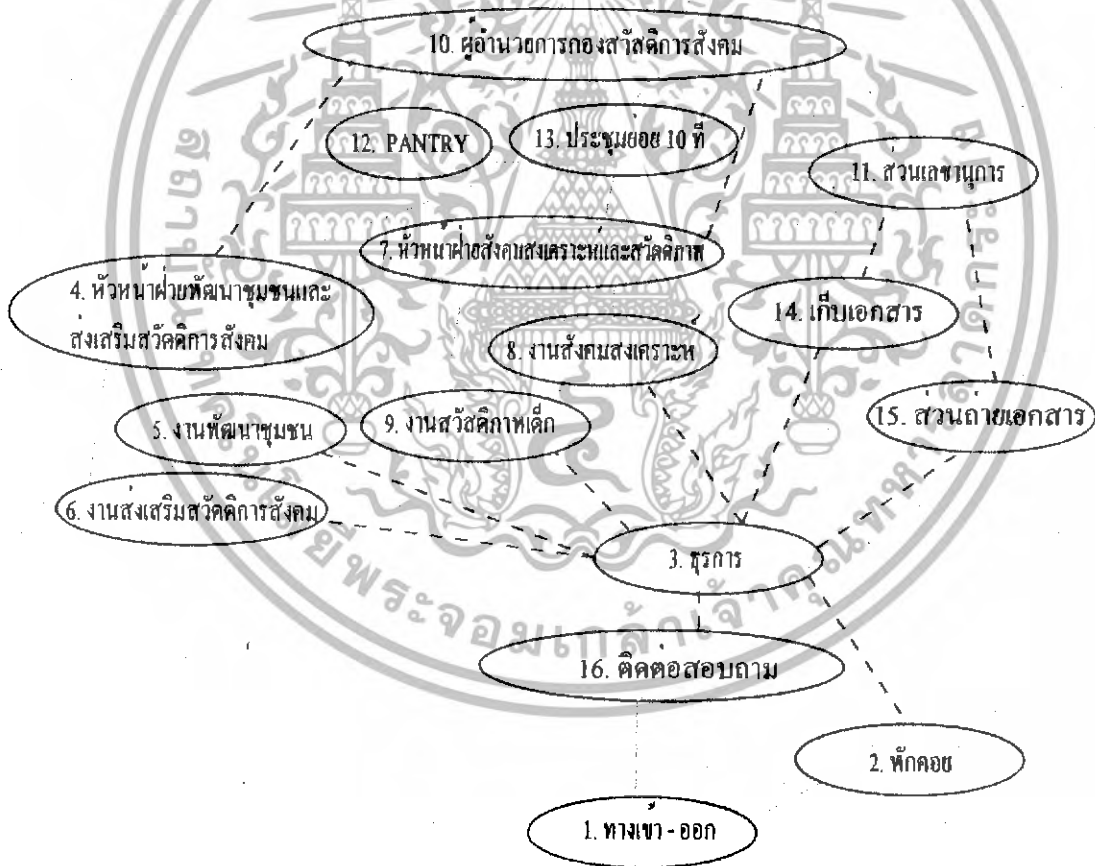 10. ผู้อำนวยการกองสวัสดิการสังคม
12. PANTRY
13. ประชุมย่อย 10 ที่
11. ส่วนเลขานุการ
7. หัวหน้าฝ่ายสังคมสงเคราะห์และสวัสดิภาพ
4. หัวหน้าฝ่ายพัฒนาชุมชนและ
ส่งเสริมสวัสดิการสังคม
14. เก็บเอกสาร
8. งานสังคมสงเคราะห์
5. งานพัฒนาชุมชน
9. งานสวัสดิภาพเด็ก
15. ส่วนถ่ายเอกสาร
6. งานส่งเสริมสวัสดิการสังคม
3. ธุรการ
16. ติดต่อสอบถาม
2. พักคอย
1. ทางเข้า - ออก